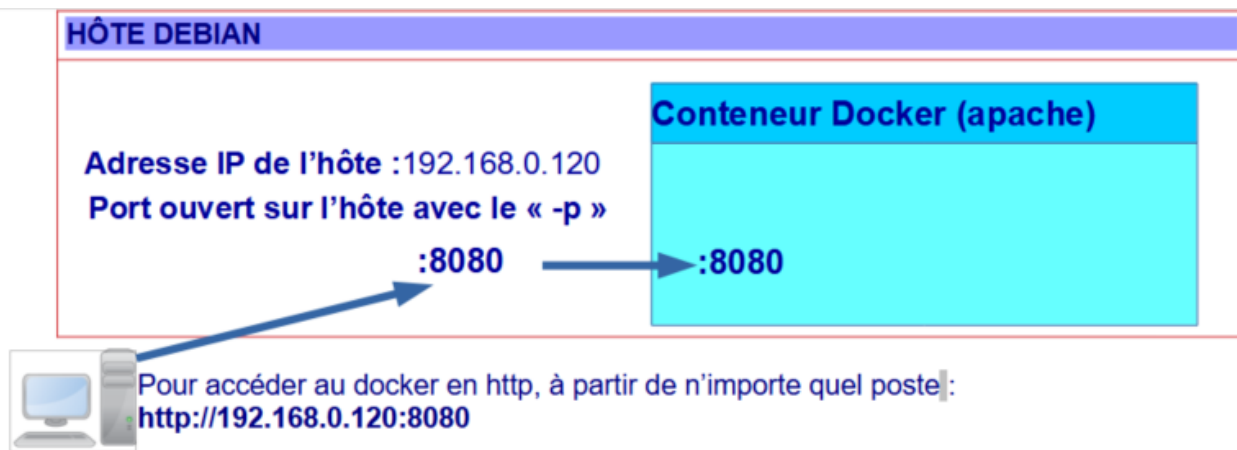 HÔTE DEBIAN
Conteneur Docker (apache)
Adresse IP de l’hôte :192.168.0.120
Port ouvert sur l’hôte avec le « -p »
:8080
:8080
Pour accéder au docker en http, à partir de n’importe quel poste :
http://192.168.0.120:8080